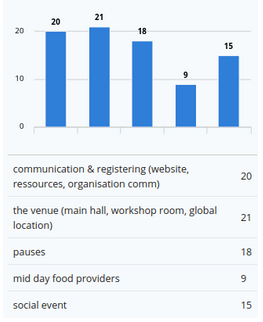 20
21
18
9
15
20
10
0
communication & registering (website,
ressources, organisation comm) 20
the venue (main hall, workshop room, global
location) 21
pauses 18
mid day food providers 9
social event 15